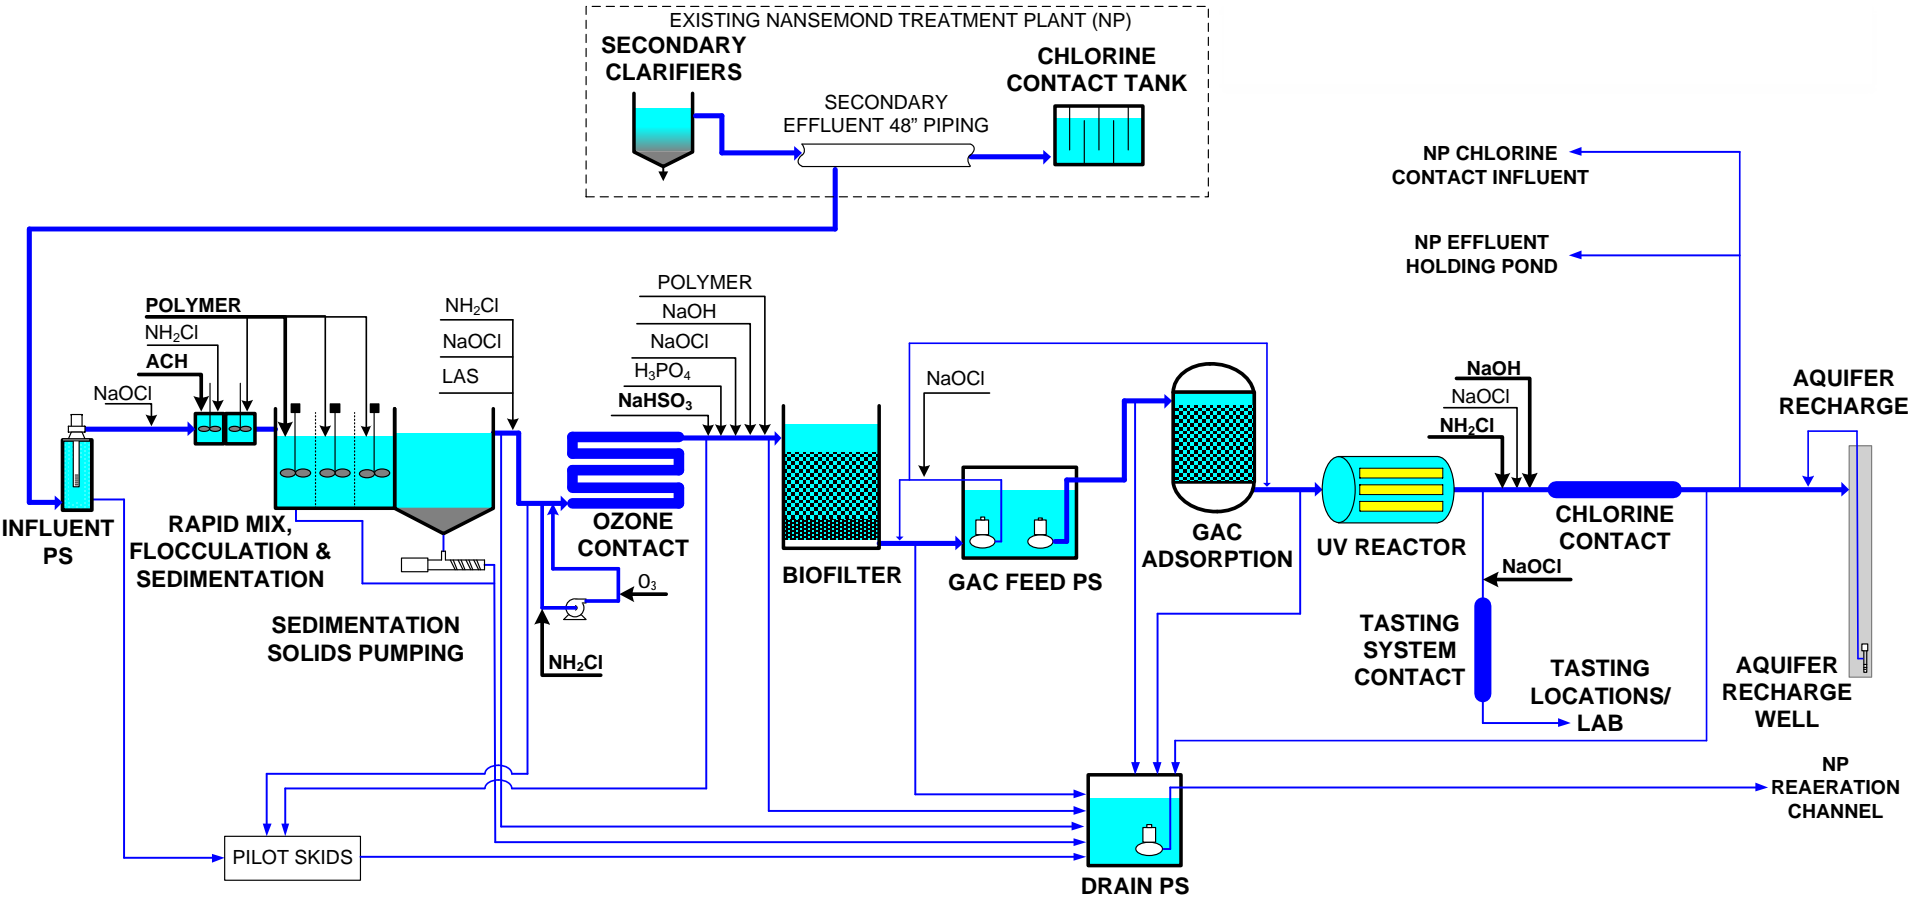 EXISTING NANSEMOND TREATMENT PLANT (NP)
SECONDARY
CLARIFIERS
CHLORINE
CONTACT TANK
SECONDARY
EFFLUENT 48” PIPING
NP CHLORINE
CONTACT INFLUENT
NP EFFLUENT
HOLDING POND
POLYMER
NH₂Cl
ACH
NaOCl
NH₂Cl
NaOCl
LAS
POLYMER
NaOH
NaOCl
H₃PO₄
NaHSO₃
NaOCl
NaOH
NaOCl
NH₂Cl
AQUIFER
RECHARGE
INFLUENT
PS
RAPID MIX,
FLOCCULATION &
SEDIMENTATION
OZONE
CONTACT
BIOFILTER
GAC FEED PS
GAC
ADSORPTION
UV REACTOR
CHLORINE
CONTACT
O₃
NH₂Cl
NaOCl
SEDIMENTATION
SOLIDS PUMPING
TASTING
SYSTEM
CONTACT
TASTING
LOCATIONS/
LAB
AQUIFER
RECHARGE
WELL
NP
REAERATION
CHANNEL
PILOT SKIDS
DRAIN PS